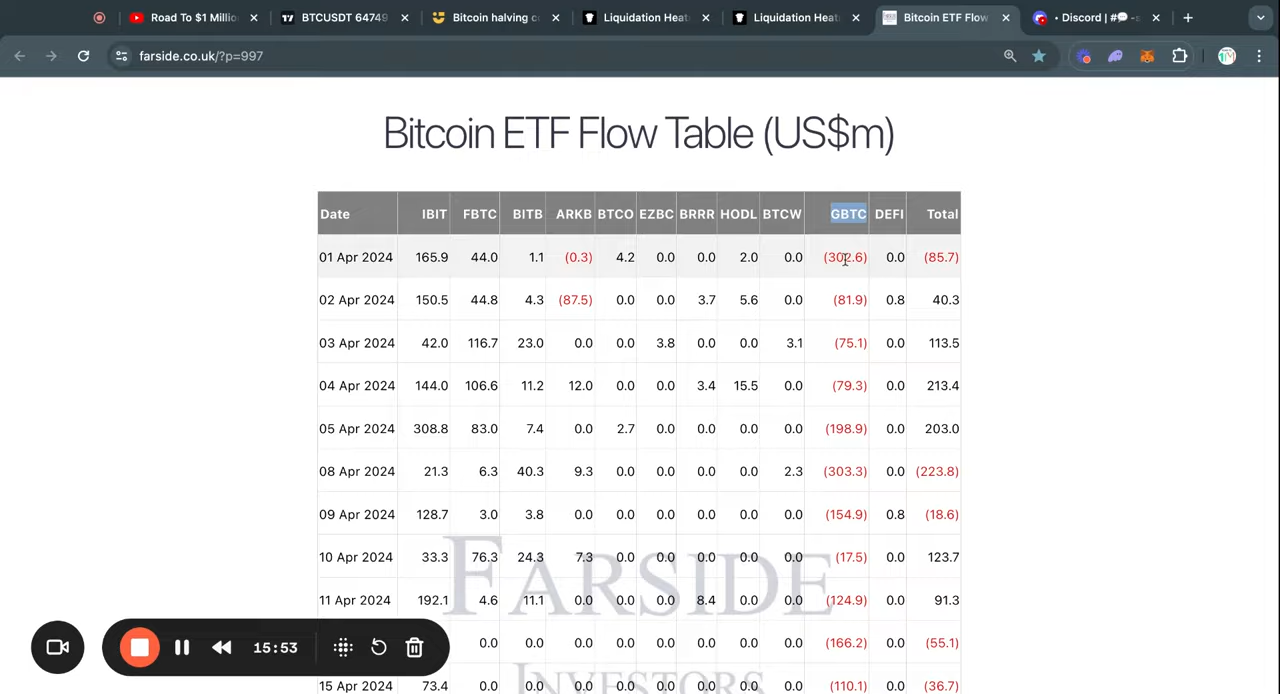 Road To $1 Millio
BTCUSDT 64749
Bitcoin halving c
Liquidation Heat
Liquidation Heat
Bitcoin ETF Flow
• Discord | #💬 -
farside.co.uk/?p=997
Bitcoin ETF Flow Table (US$m)
Date IBIT FBTC BITB ARKB BTCO EZBC BRRR HODL BTCW GBTC DEFI Total
01 Apr 2024 165.9 44.0 1.1 (0.3) 4.2 0.0 0.0 2.0 0.0 (302.6) 0.0 (85.7)
02 Apr 2024 150.5 44.8 4.3 (87.5) 0.0 0.0 3.7 5.6 0.0 (81.9) 0.8 40.3
03 Apr 2024 42.0 116.7 23.0 0.0 0.0 3.8 0.0 0.0 3.1 (75.1) 0.0 113.5
04 Apr 2024 144.0 106.6 11.2 12.0 0.0 0.0 3.4 15.5 0.0 (79.3) 0.0 213.4
05 Apr 2024 308.8 83.0 7.4 0.0 2.7 0.0 0.0 0.0 0.0 (198.9) 0.0 203.0
08 Apr 2024 21.3 6.3 40.3 9.3 0.0 0.0 0.0 0.0 2.3 (303.3) 0.0 (223.8)
09 Apr 2024 128.7 3.0 3.8 0.0 0.0 0.0 0.0 0.0 0.0 (154.9) 0.8 (18.6)
10 Apr 2024 33.3 76.3 24.3 7.3 0.0 0.0 0.0 0.0 0.0 (17.5) 0.0 123.7
11 Apr 2024 192.1 4.6 11.1 0.0 0.0 0.0 8.4 0.0 0.0 (124.9) 0.0 91.3
0.0 0.0 0.0 0.0 0.0 0.0 0.0 0.0 (166.2) 0.0 (55.1)
15 Apr 2024 73.4 0.0 0.0 0.0 0.0 0.0 0.0 0.0 0.0 (110.1) 0.0 (36.7)
FARSIDE
INVESTORS
15:53